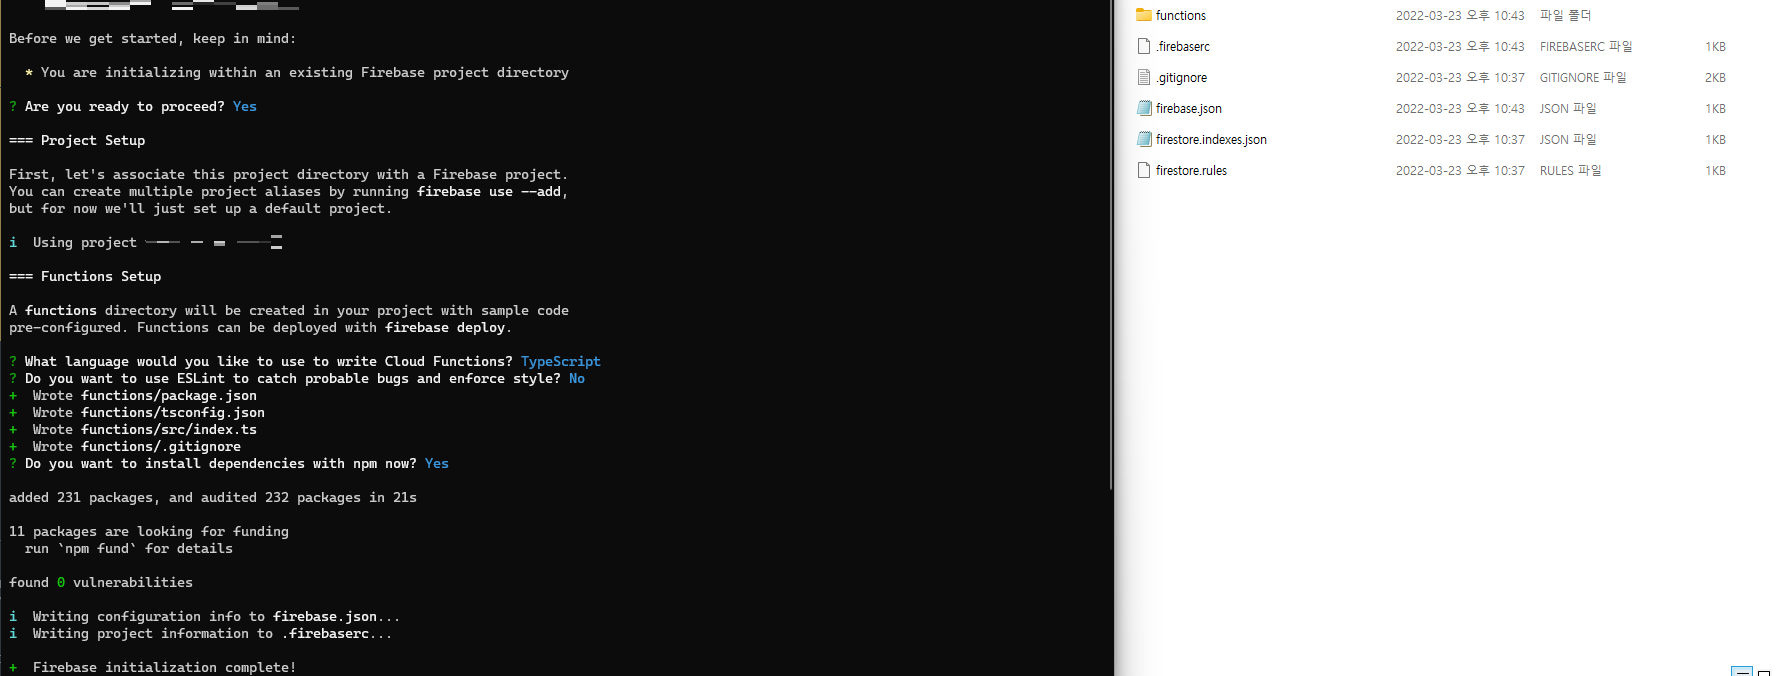 Before we get started, keep in mind:
* You are initializing within an existing Firebase project directory
? Are you ready to proceed? Yes
=== Project Setup
First, let's associate this project directory with a Firebase project.
You can create multiple project aliases by running firebase use --add,
but for now we'll just set up a default project.
i Using project
=== Functions Setup
A functions directory will be created in your project with sample code
pre-configured. Functions can be deployed with firebase deploy.
? What language would you like to use to write Cloud Functions? TypeScript
? Do you want to use ESLint to catch probable bugs and enforce style? No
+ Wrote functions/package.json
+ Wrote functions/tsconfig.json
+ Wrote functions/src/index.ts
+ Wrote functions/.gitignore
? Do you want to install dependencies with npm now? Yes
added 231 packages, and audited 232 packages in 21s
11 packages are looking for funding
run `npm fund` for details
found 0 vulnerabilities
i Writing configuration info to firebase.json...
i Writing project information to .firebaserc...
+ Firebase initialization complete!
functions 2022-03-23 오후 10:43 파일 폴더
.firebaserc 2022-03-23 오후 10:43 FIREBASERC 파일 1KB
.gitignore 2022-03-23 오후 10:37 GITIGNORE 파일 2KB
firebase.json 2022-03-23 오후 10:43 JSON 파일 1KB
firestore.indexes.json 2022-03-23 오후 10:37 JSON 파일 1KB
firestore.rules 2022-03-23 오후 10:37 RULES 파일 1KB